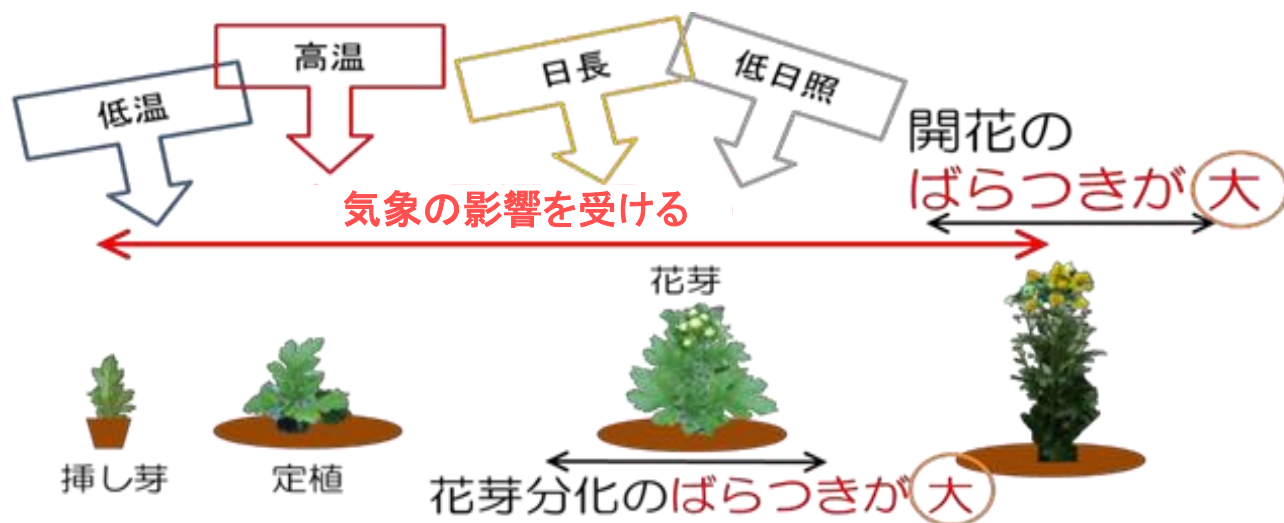 低温
高温
日長
低日照
開花の
ばらつきが大
気象の影響を受ける
花芽
挿し芽
定植
花芽分化のばらつきが大